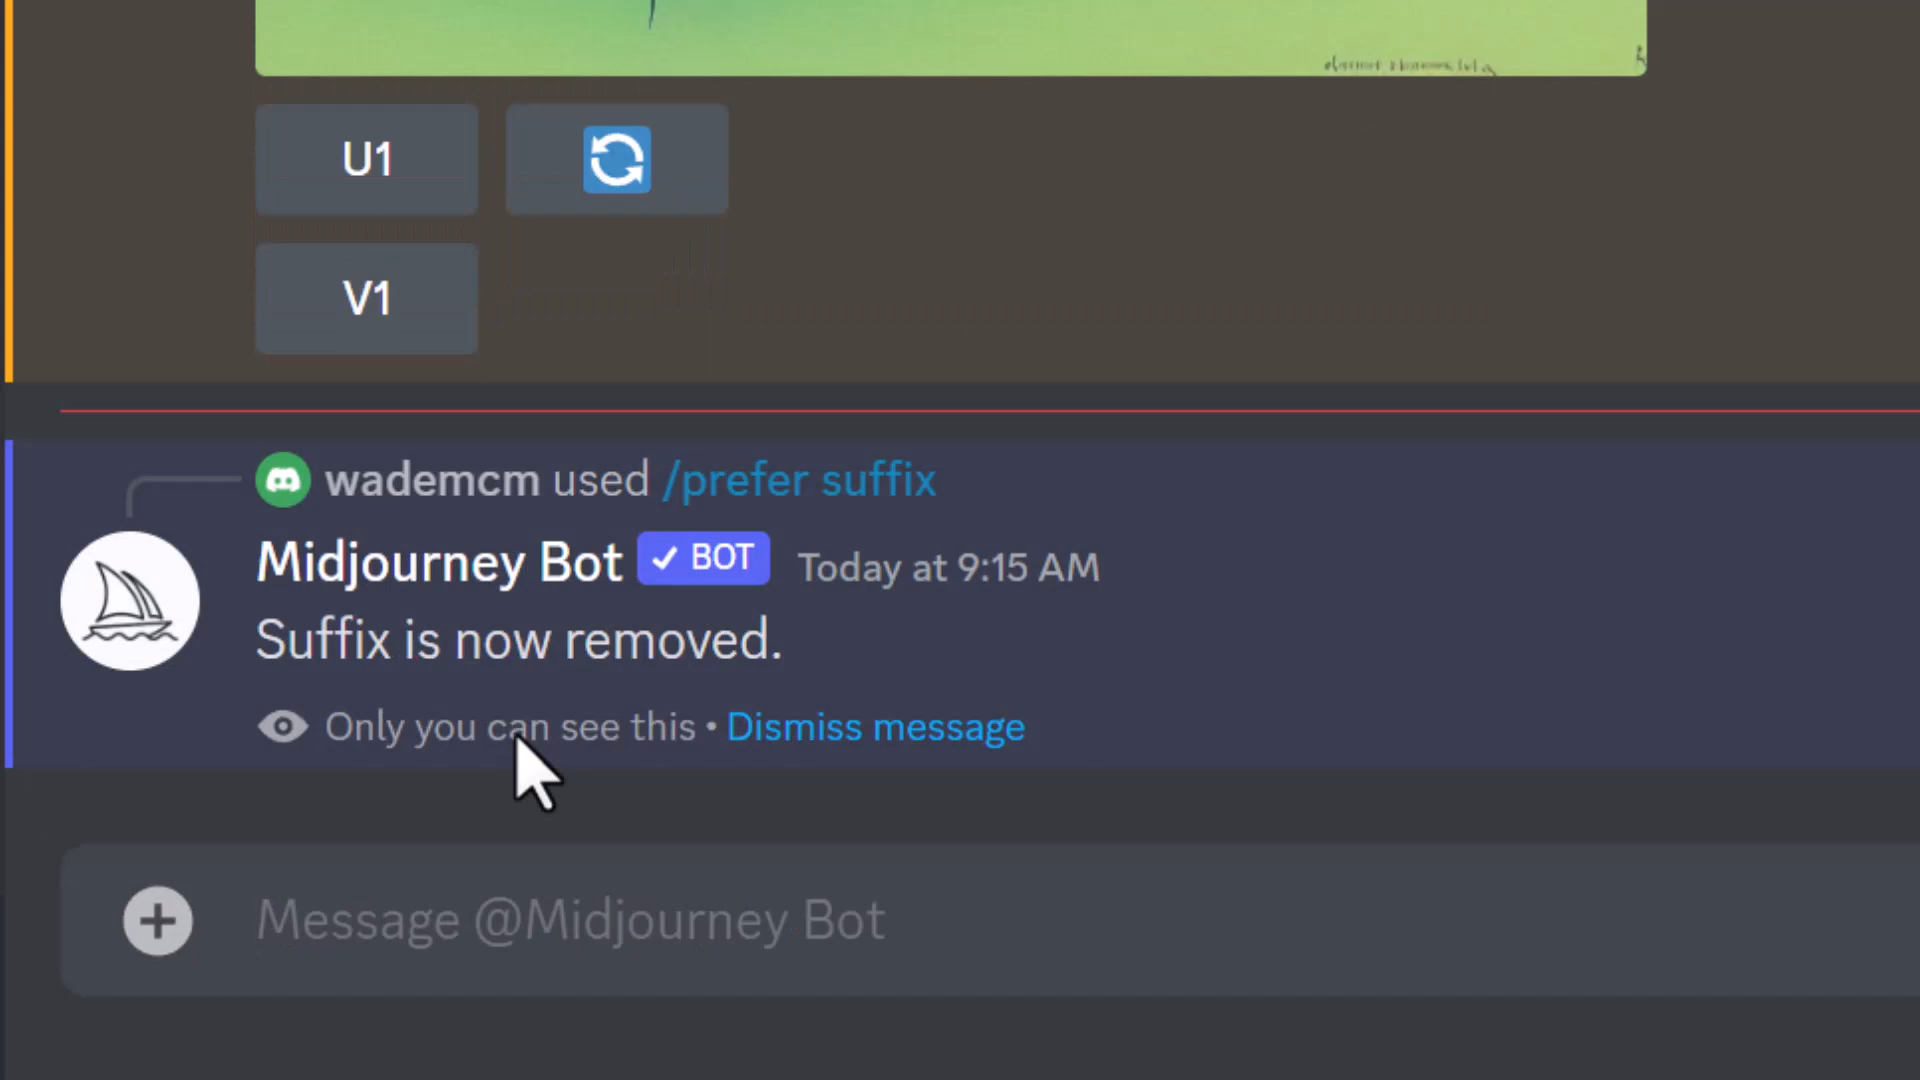 U1
V1
wademcm used /prefer suffix
Midjourney Bot ✓ BOT Today at 9:15 AM
Suffix is now removed.
Only you can see this • Dismiss message
Message @Midjourney Bot